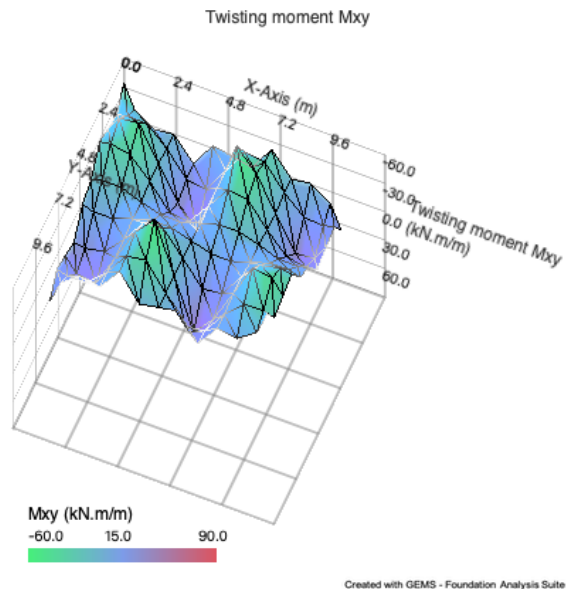 Twisting moment Mxy
0.0
2.4
X-Axis (m)
4.8
7.2
9.6
-60.0
-30.0
0.0
30.0
60.0
Twisting moment Mxy
(kN.m/m)
2.4
4.8
Y-Axis (m)
7.2
9.6
Mxy (kN.m/m)
-60.0 15.0 90.0
Created with GEMS - Foundation Analysis Suite